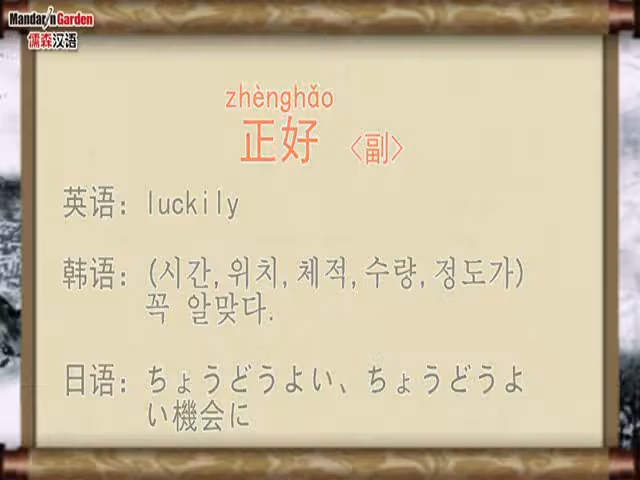 Mandarin Garden
儒森汉语
zhènghǎo
正好 〈副〉
英语：luckily
韩语：(시간,위치,체적,수량,정도가)
꼭 알맞다.
日语：ちょうどうよい、ちょうどうよ
い機会に